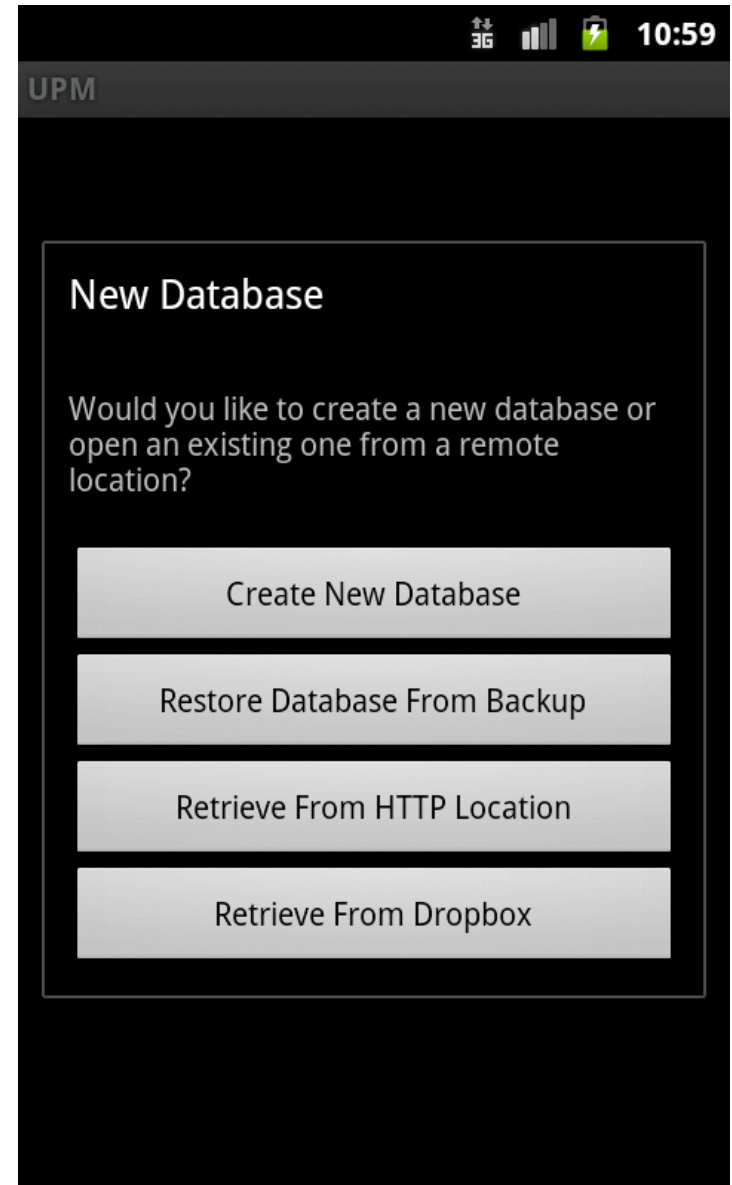 3G 10:59
UPM
New Database
Would you like to create a new database or
open an existing one from a remote
location?
Create New Database
Restore Database From Backup
Retrieve From HTTP Location
Retrieve From Dropbox